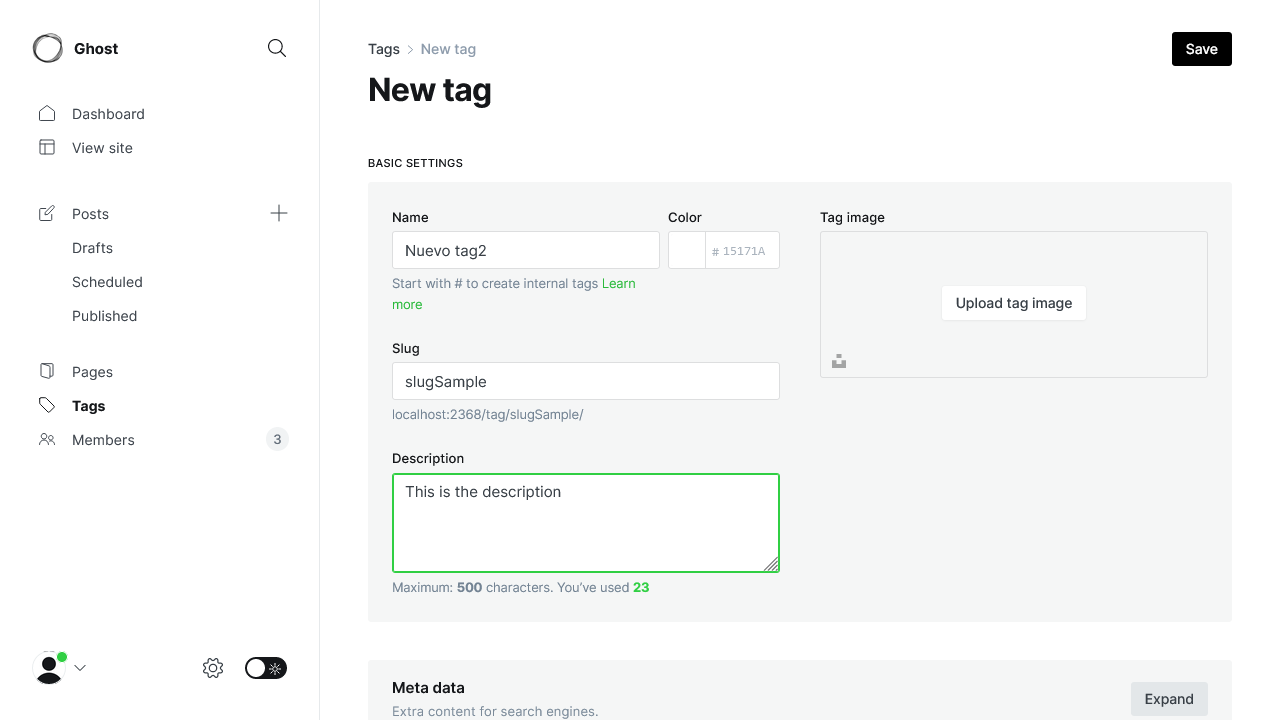 Ghost
Dashboard
View site
Posts
Drafts
Scheduled
Published
Pages
Tags
Members
3
Tags > New tag
Save
New tag
BASIC SETTINGS
Name
Nuevo tag2
Start with # to create internal tags Learn
more
Color
# 15171A
Slug
slugSample
localhost:2368/tag/slugSample/
Description
This is the description
Maximum: 500 characters. You’ve used 23
Tag image
Upload tag image
Meta data
Extra content for search engines.
Expand